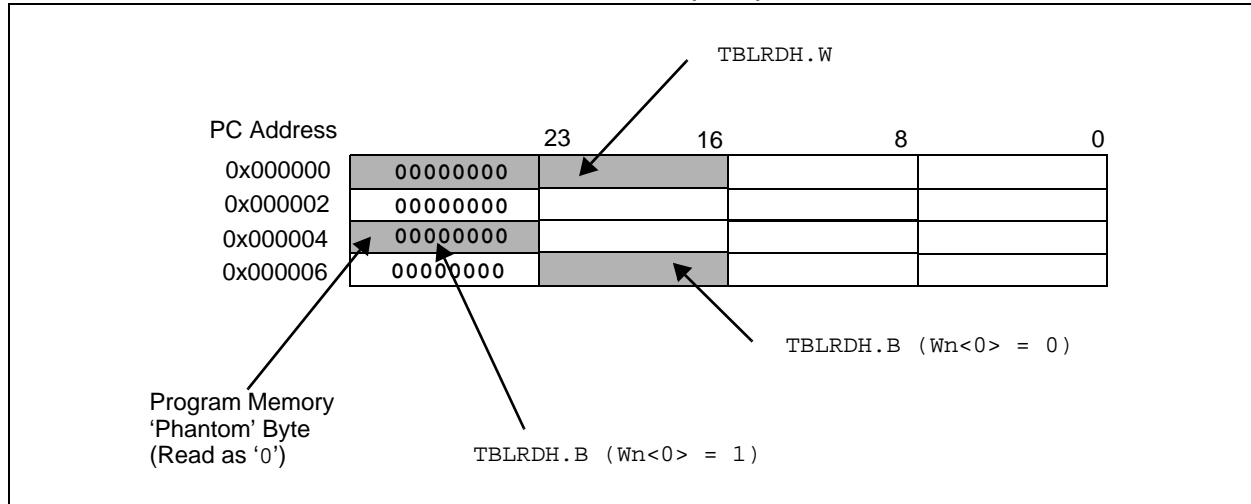 TBLRDH.W
PC Address 23 16 8 0
0x000000 00000000
0x000002 00000000
0x000004 00000000
0x000006 00000000
TBLRDH.B (Wn<0> = 0)
Program Memory
‘Phantom’ Byte
(Read as ‘0’)
TBLRDH.B (Wn<0> = 1)